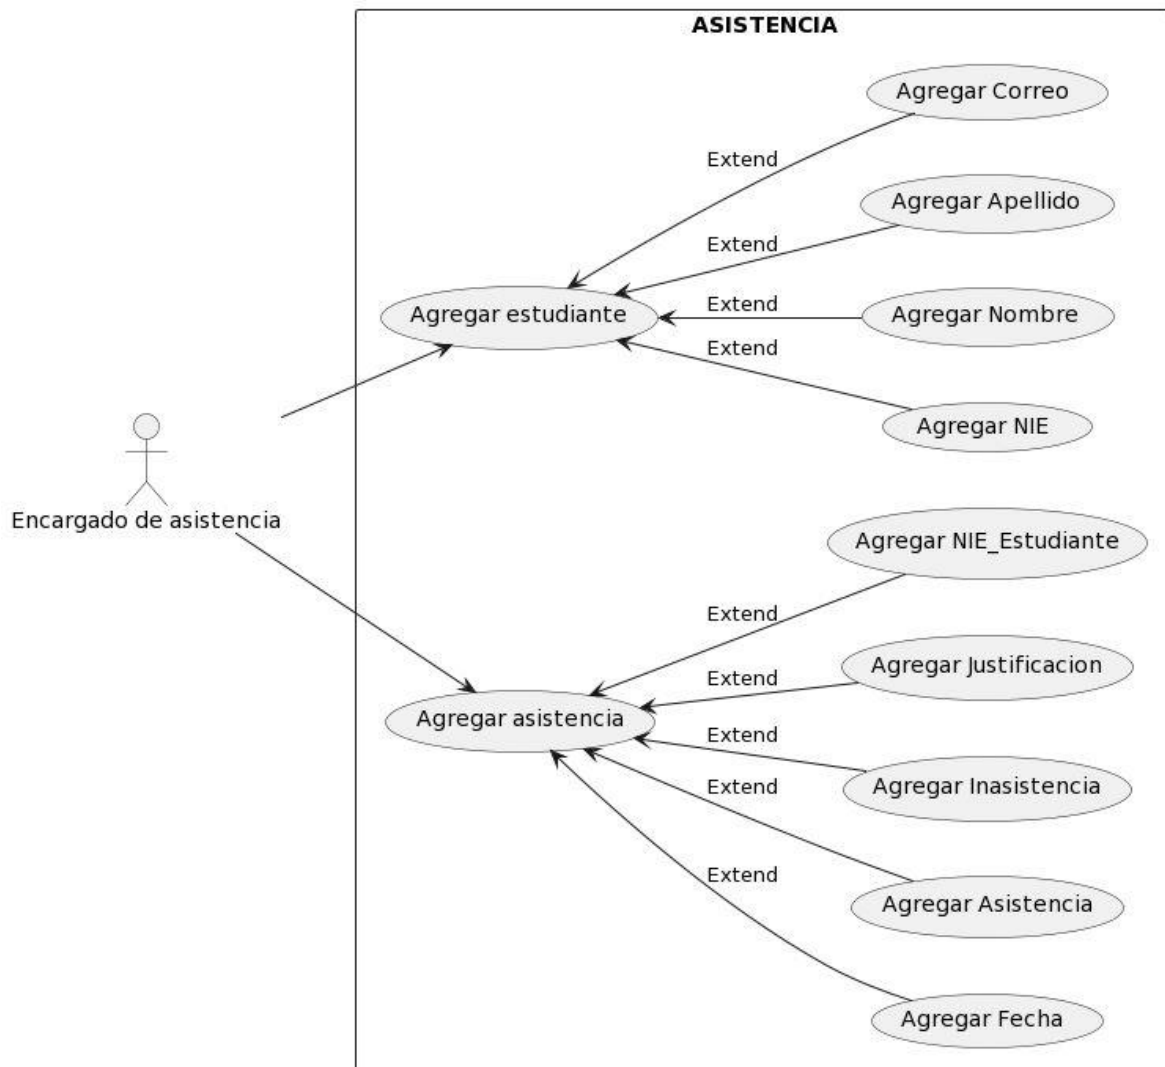 ASISTENCIA
Agregar Correo
Extend
Agregar Apellido
Extend
Agregar estudiante
Extend
Agregar Nombre
Extend
Agregar NIE
Encargado de asistencia
Agregar NIE_Estudiante
Extend
Agregar Justificacion
Extend
Agregar asistencia
Extend
Agregar Inasistencia
Extend
Agregar Asistencia
Extend
Agregar Fecha